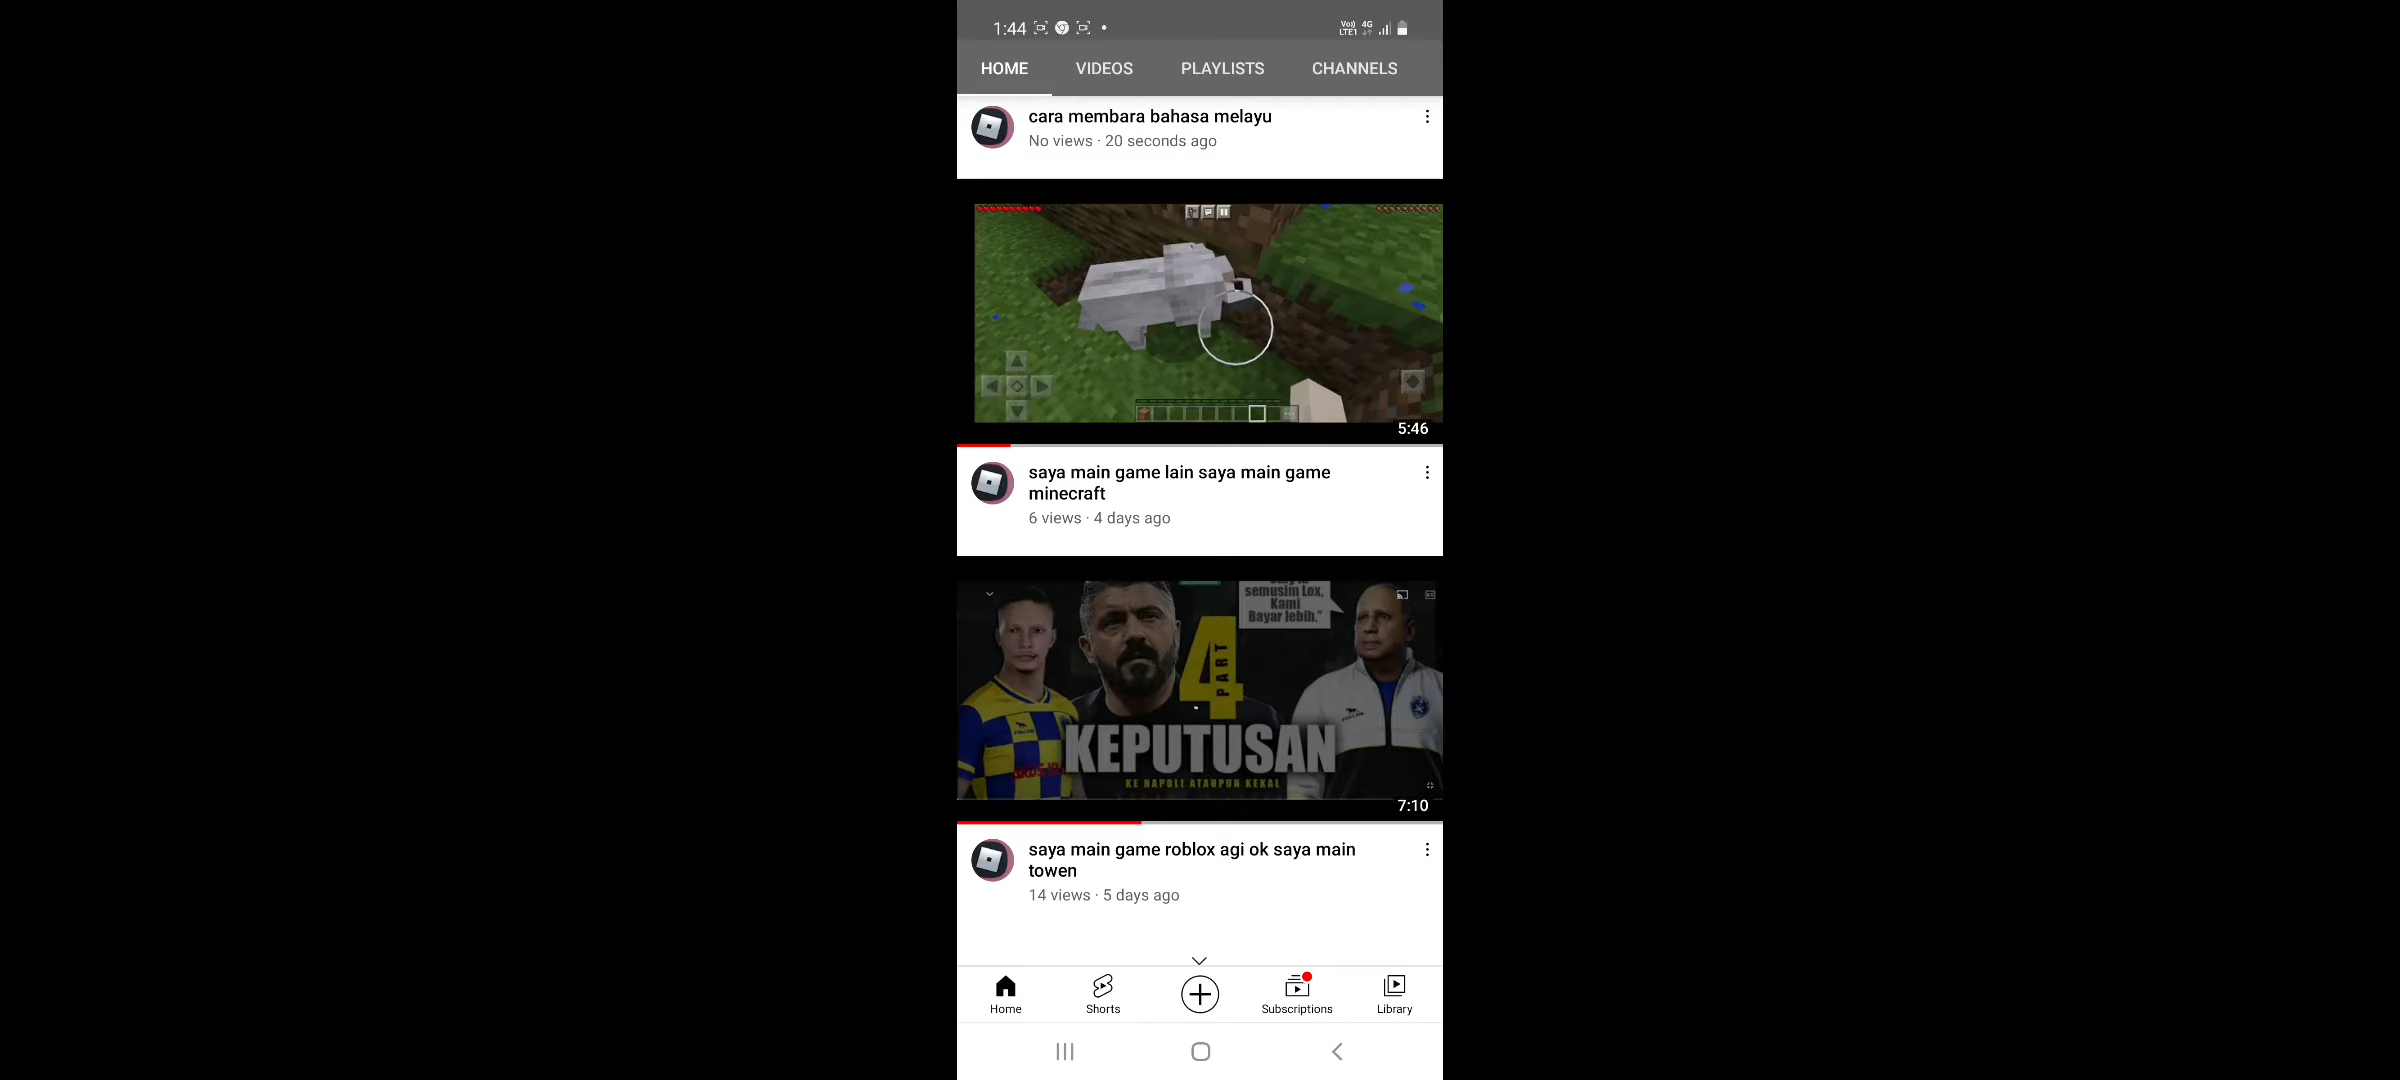 1:44
Vo)) 4G
LTE1
HOME VIDEOS PLAYLISTS CHANNELS
cara membara bahasa melayu
No views · 20 seconds ago
5:46
saya main game lain saya main game
minecraft
6 views · 4 days ago
semusim Lox,
Kami
Bayar lebih."
4
PART
KEPUTUSAN
KE NAPOLI ATAUPUN KEKAL
7:10
saya main game roblox agi ok saya main
towen
14 views · 5 days ago
Home Shorts Subscriptions Library